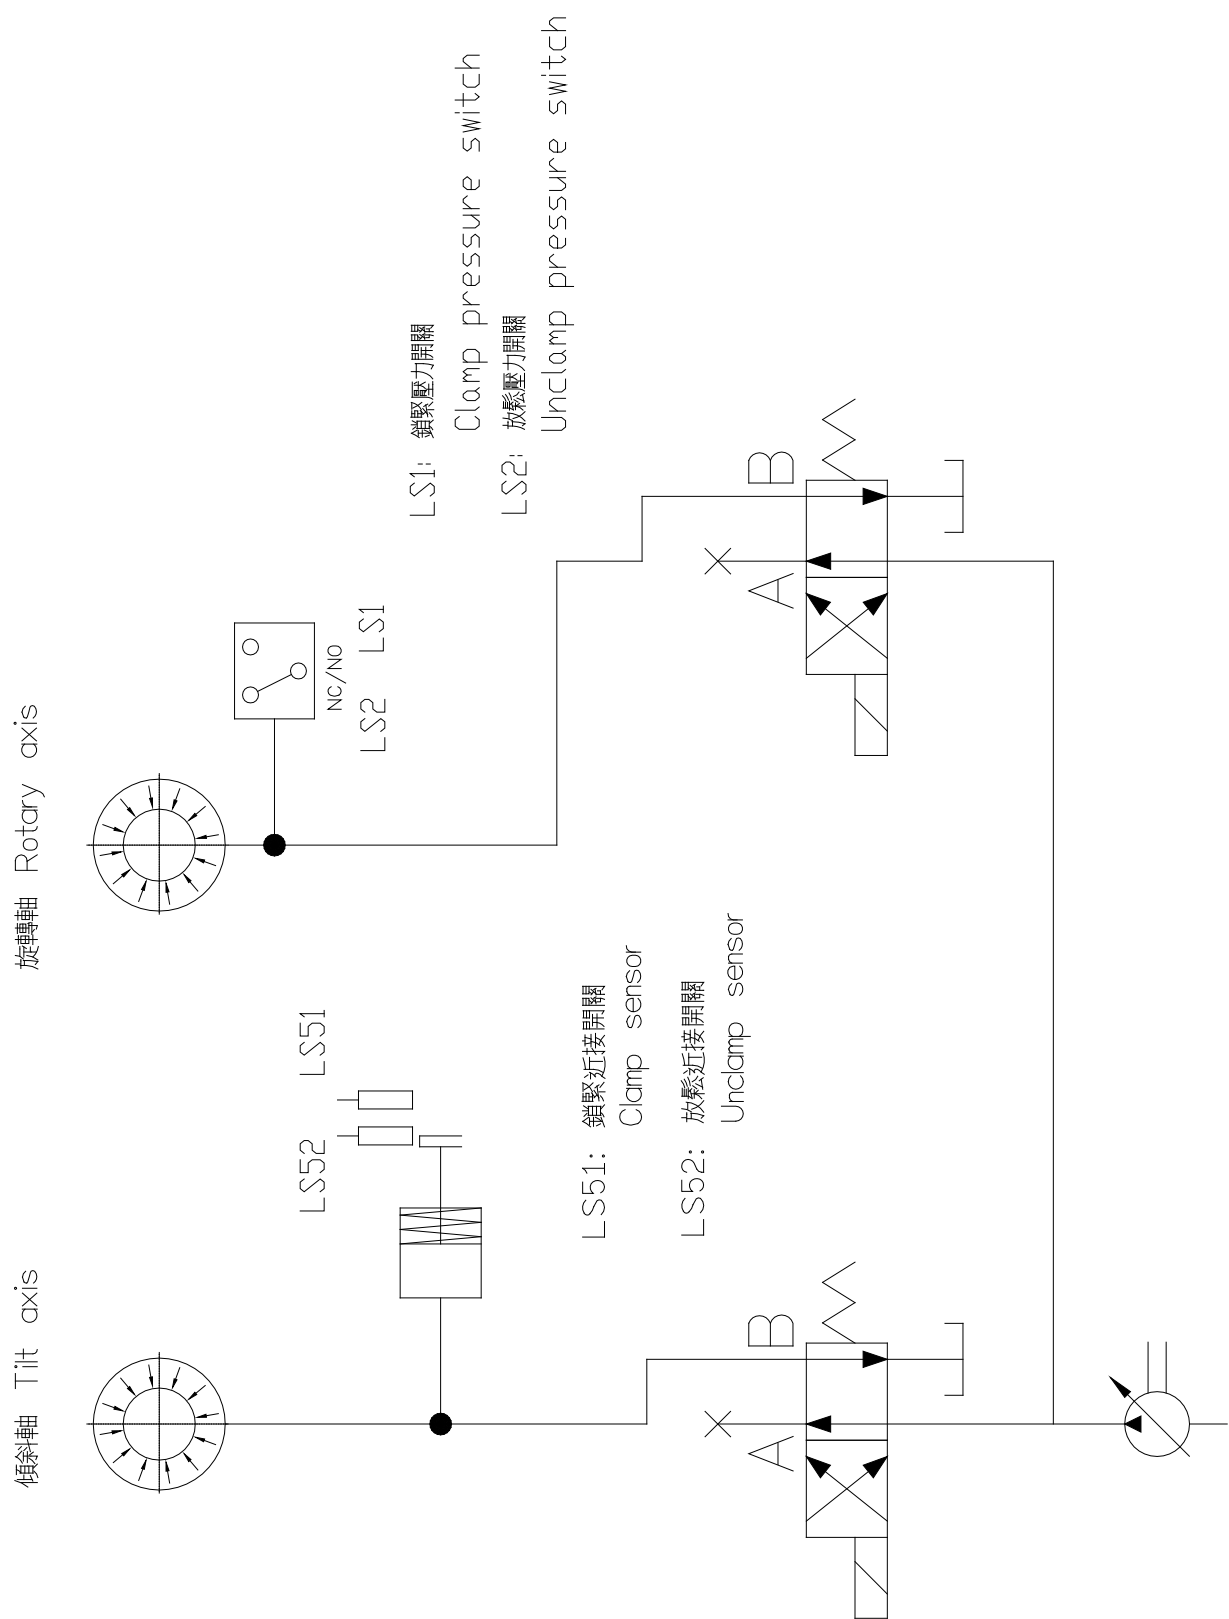 傾斜軸 Tilt axis
旋轉軸 Rotary axis
LS52 LS51
NC/NO
LS2 LS1
LS1: 鎖緊壓力開關
Clamp pressure switch
LS2: 放鬆壓力開關
Unclamp pressure switch
LS51: 鎖緊近接開關
Clamp sensor
LS52: 放鬆近接開關
Unclamp sensor
A B
A B